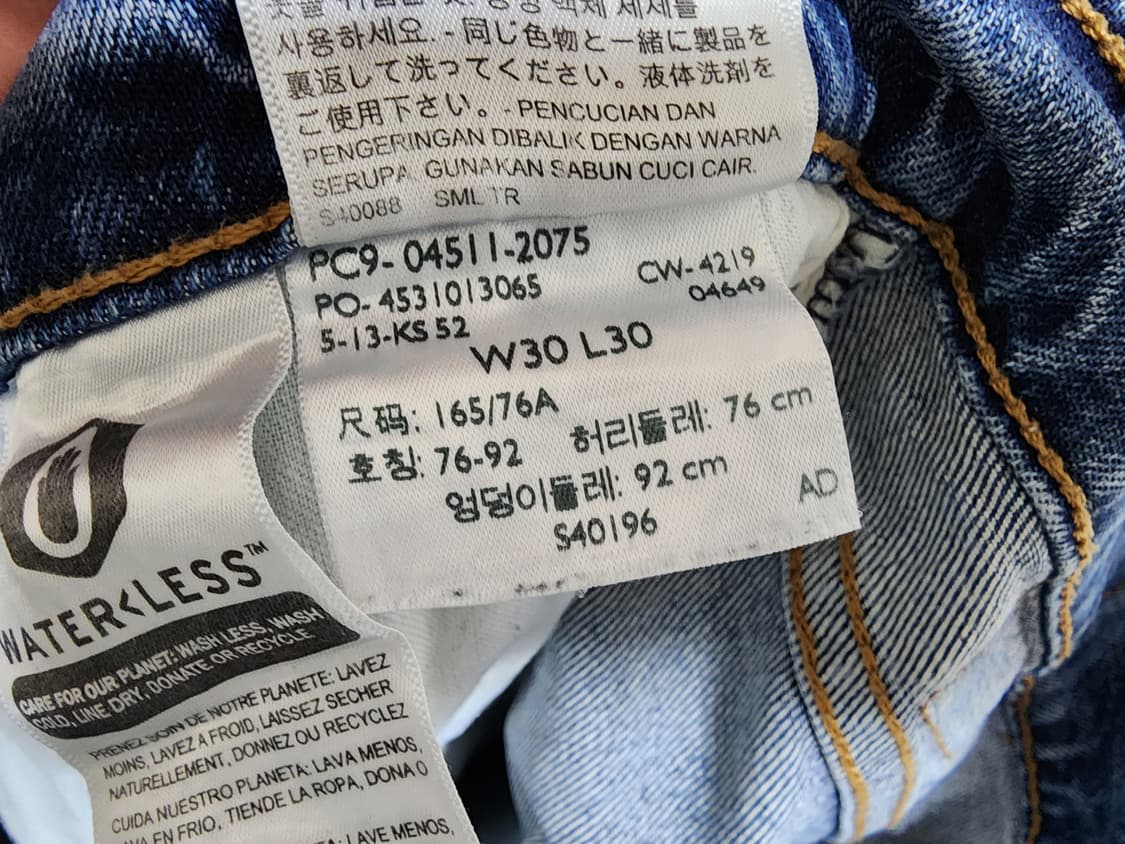 사용하세요. - 同じ色物と一緒に製品を
裏返して洗ってください。液体洗剤を
ご使用下さい。- PENCUCIAN DAN
PENGERINGAN DIBALIK DENGAN WARNA
SERUPA. GUNAKAN SABUN CUCI CAIR.
S40088 SML TR
PC9- 04511-2075
PO- 4531013065
CW- 4219
04649
5-13-KS 52
W30 L30
尺码: 165/76A
호칭: 76-92
허리둘레: 76 cm
엉덩이둘레: 92 cm
S40196
AD
WATER<LESS™
CARE FOR OUR PLANET: WASH LESS, WASH
COLD, LINE DRY, DONATE OR RECYCLE
PRENEZ SOIN DE NOTRE PLANETE: LAVEZ
MOINS, LAVEZ A FROID, LAISSEZ SECHER
NATURELLEMENT, DONNEZ OU RECYCLEZ
CUIDA NUESTRO PLANETA: LAVA MENOS,
LAVA EN FRIO, TIENDE LA ROPA, DONA O
LAVE MENOS,